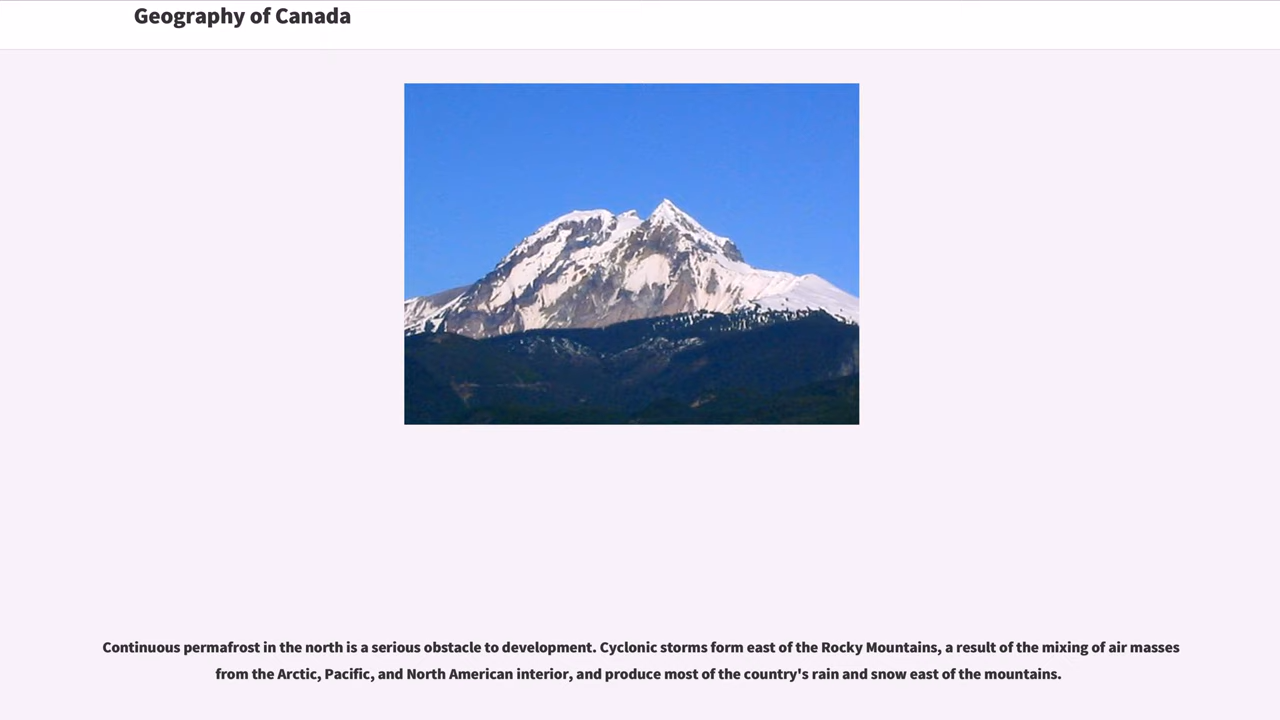 Geography of Canada
Continuous permafrost in the north is a serious obstacle to development. Cyclonic storms form east of the Rocky Mountains, a result of the mixing of air masses
from the Arctic, Pacific, and North American interior, and produce most of the country's rain and snow east of the mountains.